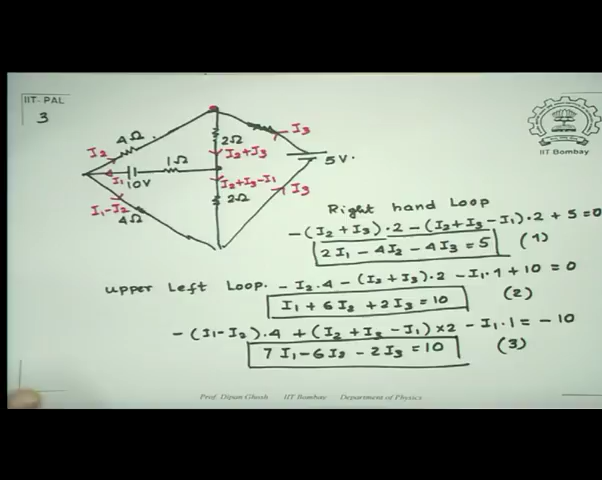 IIT- PAL
3
IIT Bombay
4Ω
I₂
I₁
10V
1Ω
2Ω
I₂+I₃
I₂+I₃-I₁
2Ω
I₃
5V.
I₃
I₁-I₂
4Ω
Right hand Loop
-(I₂+I₃)·2 -(I₂+I₃-I₁)·2 + 5 = 0
2I₁ - 4I₂ - 4I₃ = 5 (1)
upper Left Loop. - I₂·4 - (I₂+I₃)·2 - I₁·1 + 10 = 0
I₁ + 6I₂ + 2I₃ = 10 (2)
-(I₁-I₂)·4 + (I₂+I₃-I₁)×2 - I₁·1 = -10
7I₁ - 6I₂ - 2I₃ = 10 (3)
Prof. Dipan Ghosh IIT Bombay Department of Physics